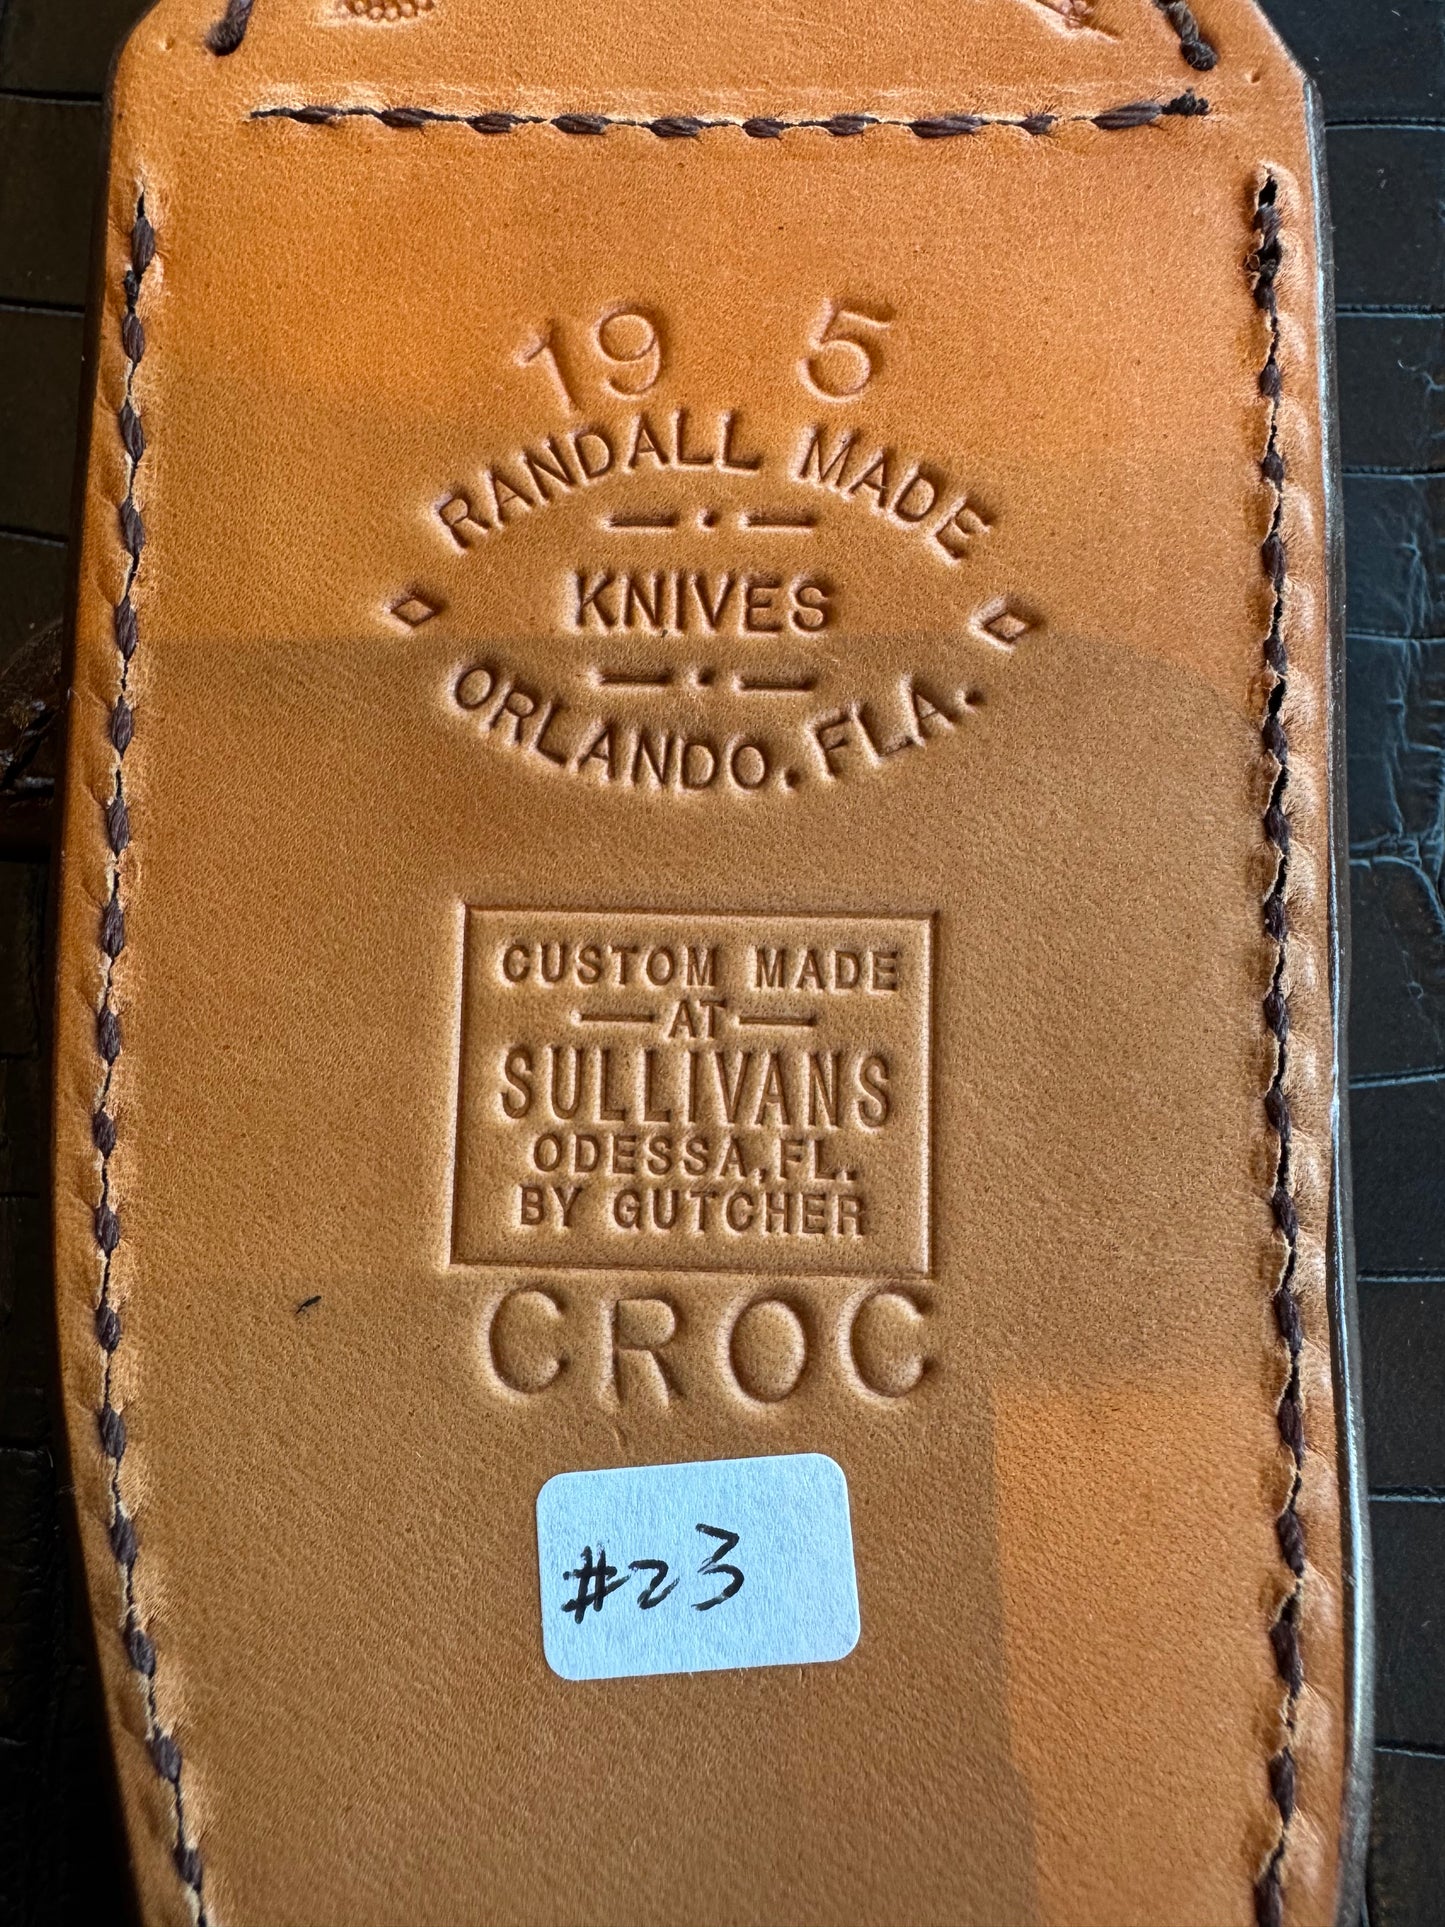 19 5
RANDALL MADE
KNIVES
ORLANDO. FLA.
CUSTOM MADE
AT
SULLIVANS
ODESSA, FL.
BY GUTCHER
CROC
#23